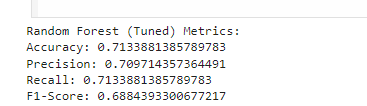 Random Forest (Tuned) Metrics:
Accuracy: 0.7133881385789783
Precision: 0.709714357364491
Recall: 0.7133881385789783
F1-Score: 0.6884393300677217